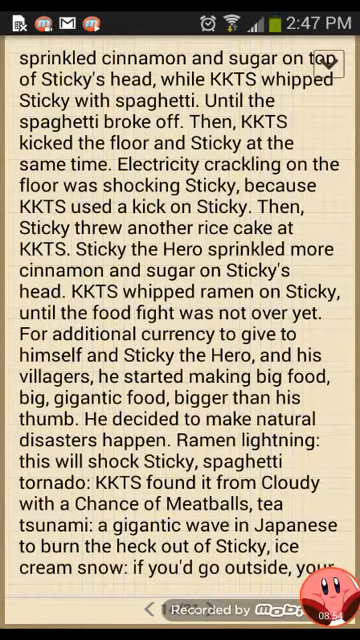 2:47 PM
sprinkled cinnamon and sugar on top
of Sticky's head, while KKTS whipped
Sticky with spaghetti. Until the
spaghetti broke off. Then, KKTS
kicked the floor and Sticky at the
same time. Electricity crackling on the
floor was shocking Sticky, because
KKTS used a kick on Sticky. Then,
Sticky threw another rice cake at
KKTS. Sticky the Hero sprinkled more
cinnamon and sugar on Sticky's
head. KKTS whipped ramen on Sticky,
until the food fight was not over yet.
For additional currency to give to
himself and Sticky the Hero, and his
villagers, he started making big food,
big, gigantic food, bigger than his
thumb. He decided to make natural
disasters happen. Ramen lightning:
this will shock Sticky, spaghetti
tornado: KKTS found it from Cloudy
with a Chance of Meatballs, tea
tsunami: a gigantic wave in Japanese
to burn the heck out of Sticky, ice
cream snow: if you'd go outside, your
Recorded by mobi
08:54